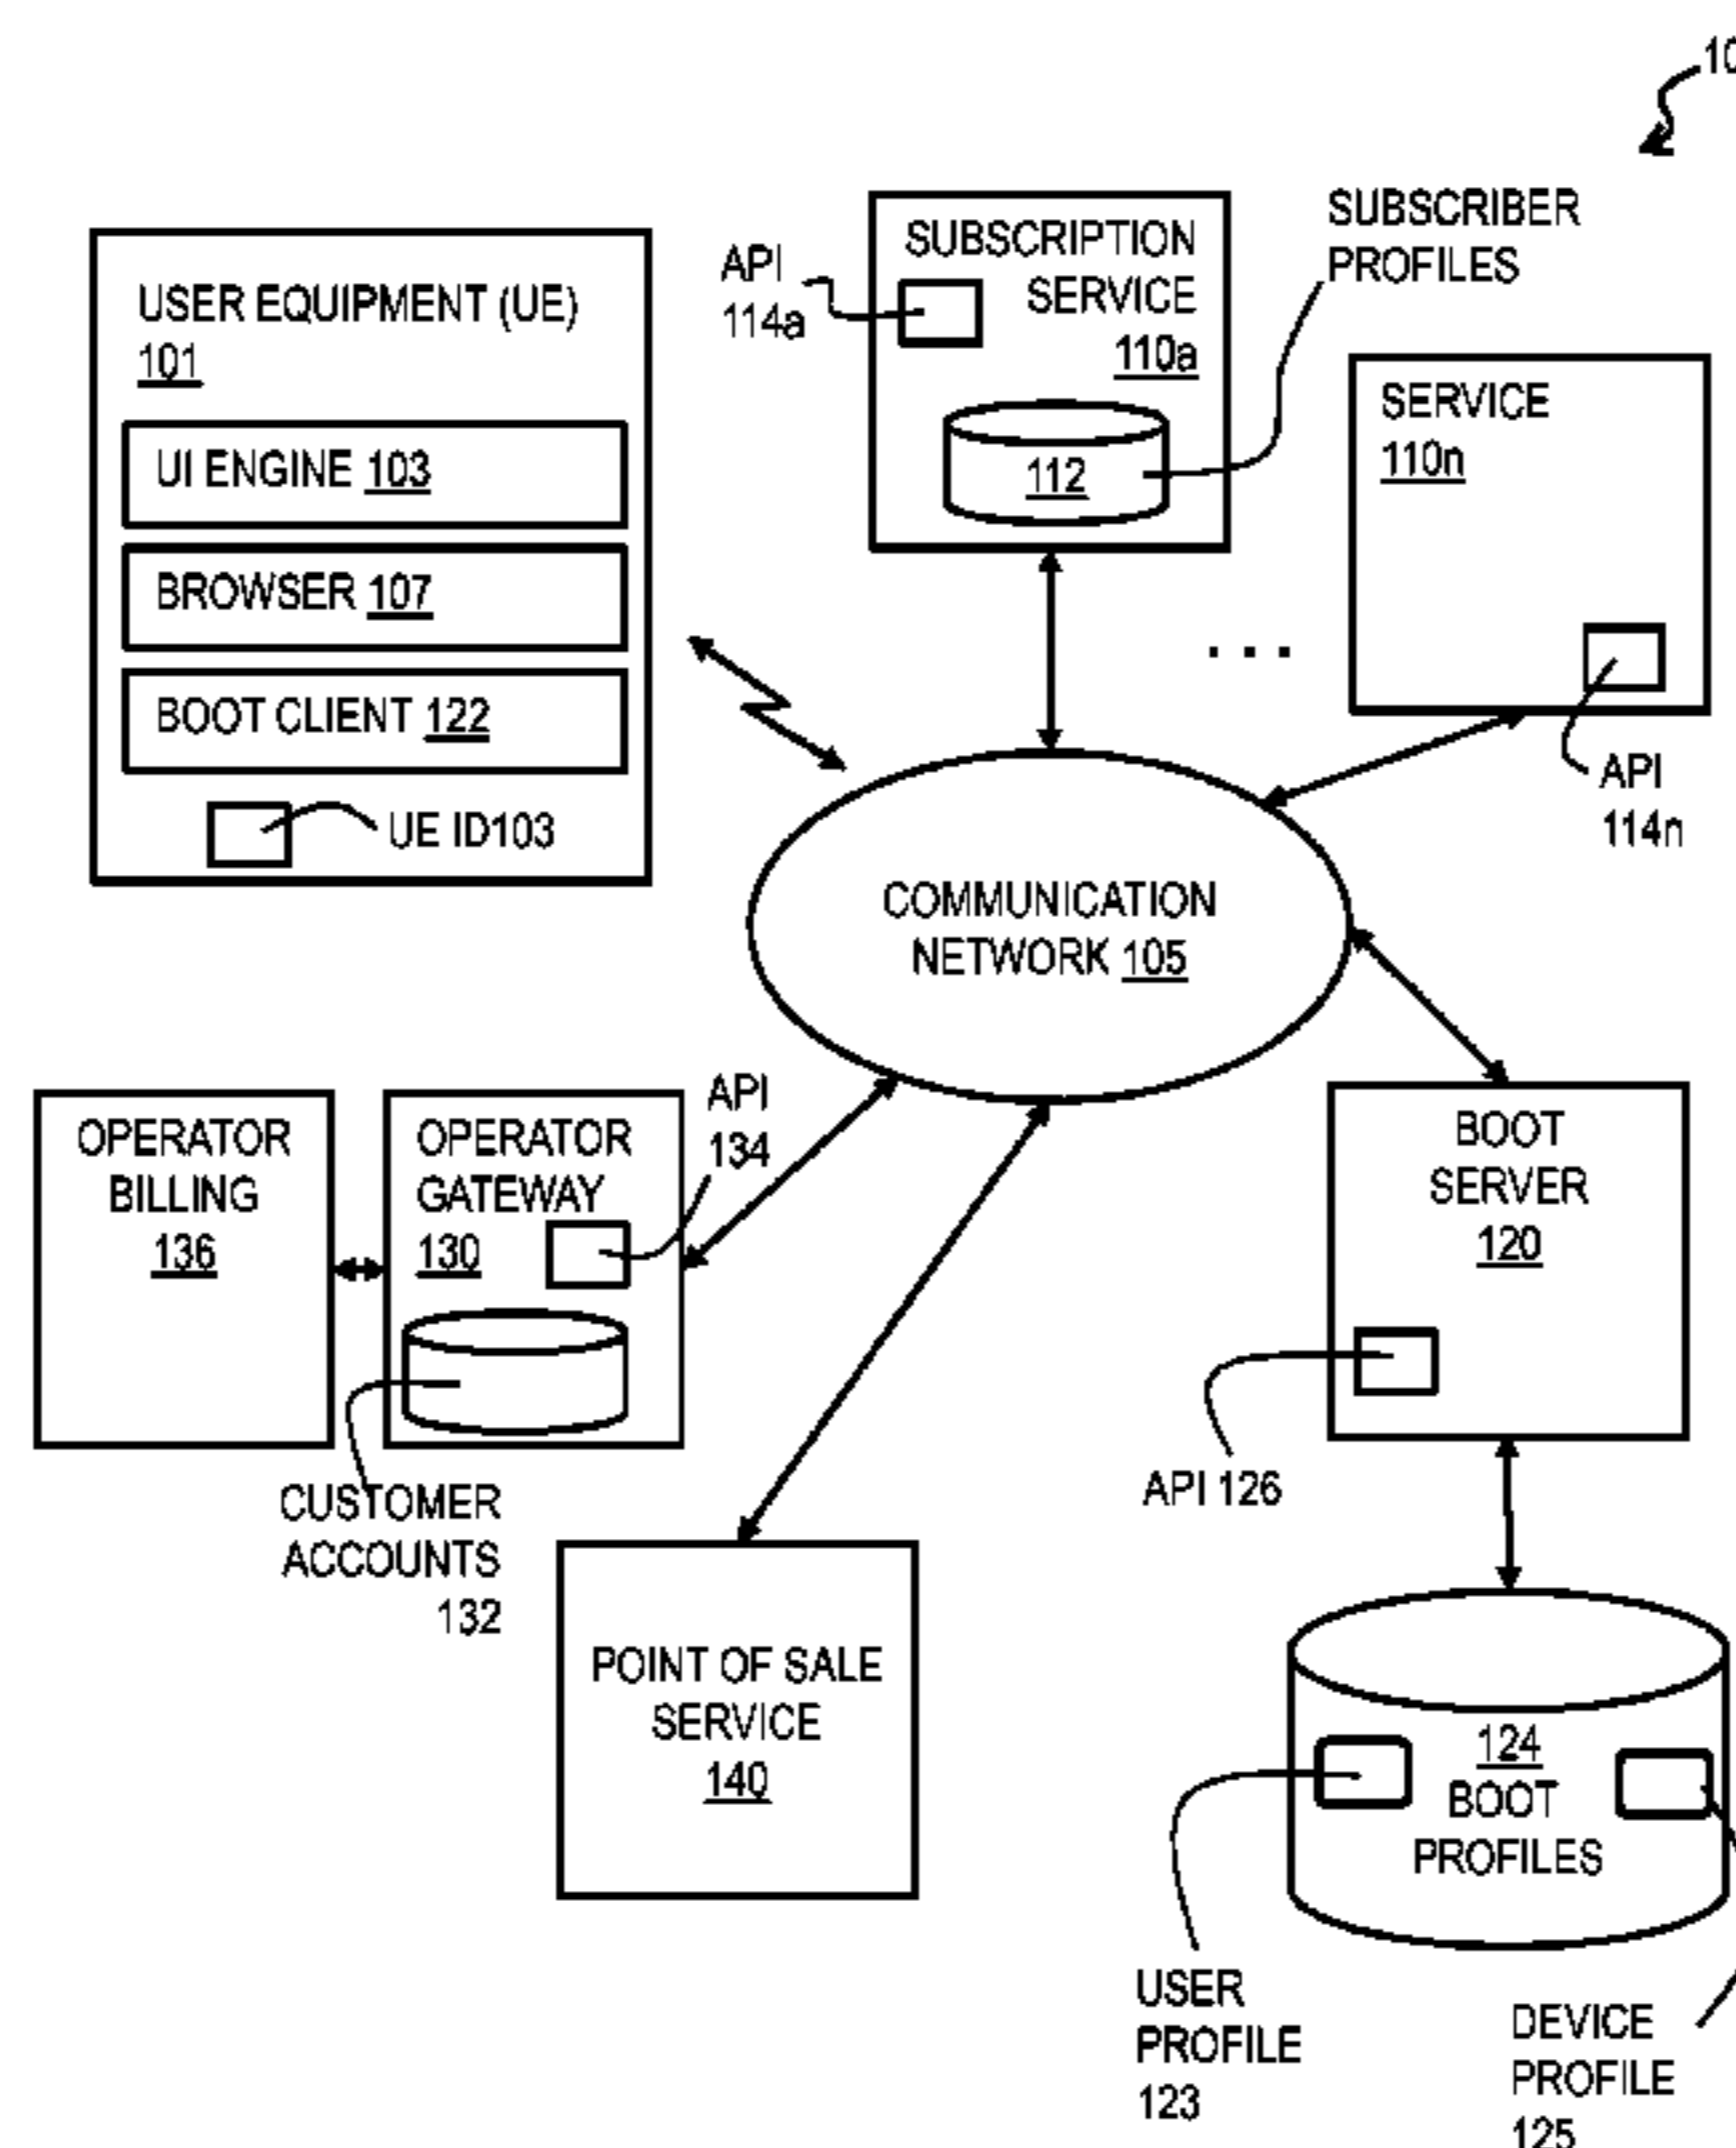 10
USER EQUIPMENT (UE)
101
UI ENGINE 103
BROWSER 107
BOOT CLIENT 122
UE ID103
API
114a
SUBSCRIPTION
SERVICE
110a
112
SUBSCRIBER
PROFILES
SERVICE
110n
. . .
API
114n
COMMUNICATION
NETWORK 105
OPERATOR
BILLING
136
OPERATOR
GATEWAY
130
API
134
CUSTOMER
ACCOUNTS
132
POINT OF SALE
SERVICE
140
BOOT
SERVER
120
API 126
124
BOOT
PROFILES
USER
PROFILE
123
DEVICE
PROFILE
125